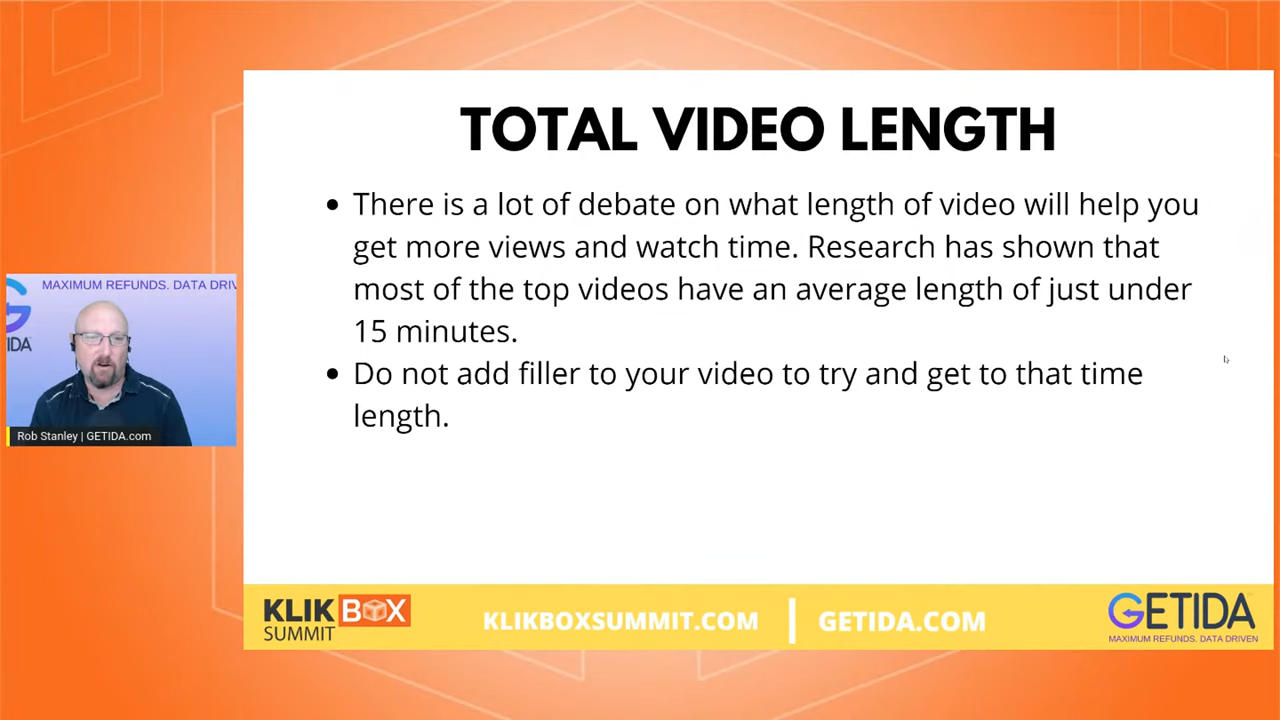 TOTAL VIDEO LENGTH
• There is a lot of debate on what length of video will help you
get more views and watch time. Research has shown that
most of the top videos have an average length of just under
15 minutes.
• Do not add filler to your video to try and get to that time
length.
MAXIMUM REFUNDS. DATA DRIV
G
IDA
Rob Stanley | GETIDA.com
KLIKBOX
SUMMIT
KLIKBOXSUMMIT.COM | GETIDA.COM
GETIDA
MAXIMUM REFUNDS. DATA DRIVEN